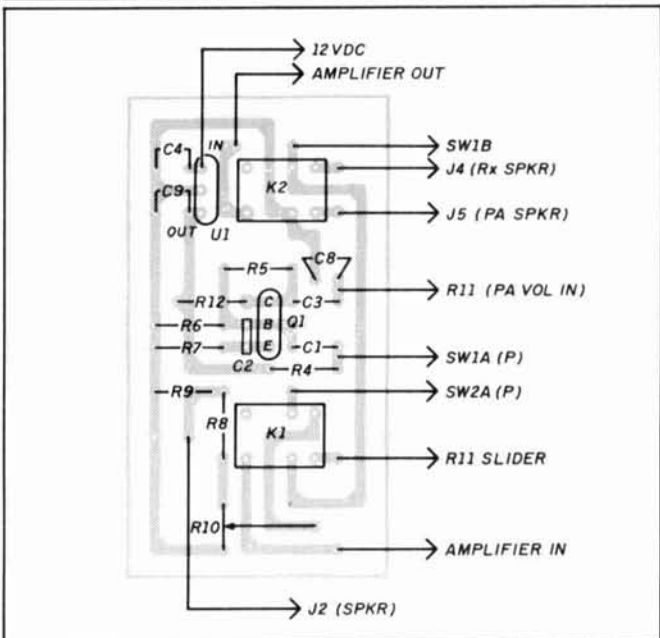 12VDC
AMPLIFIER OUT
C4
IN
SW1B
K2
J4 (Rx SPKR)
C9
J5 (PA SPKR)
OUT U1
R5
C8
R12
C
C3
R11 (PA VOL IN)
R6
B
Q1
R7
E
C1
SW1A (P)
C2
R4
SW2A (P)
R9
R8
K1
R11 SLIDER
R10
AMPLIFIER IN
J2 (SPKR)